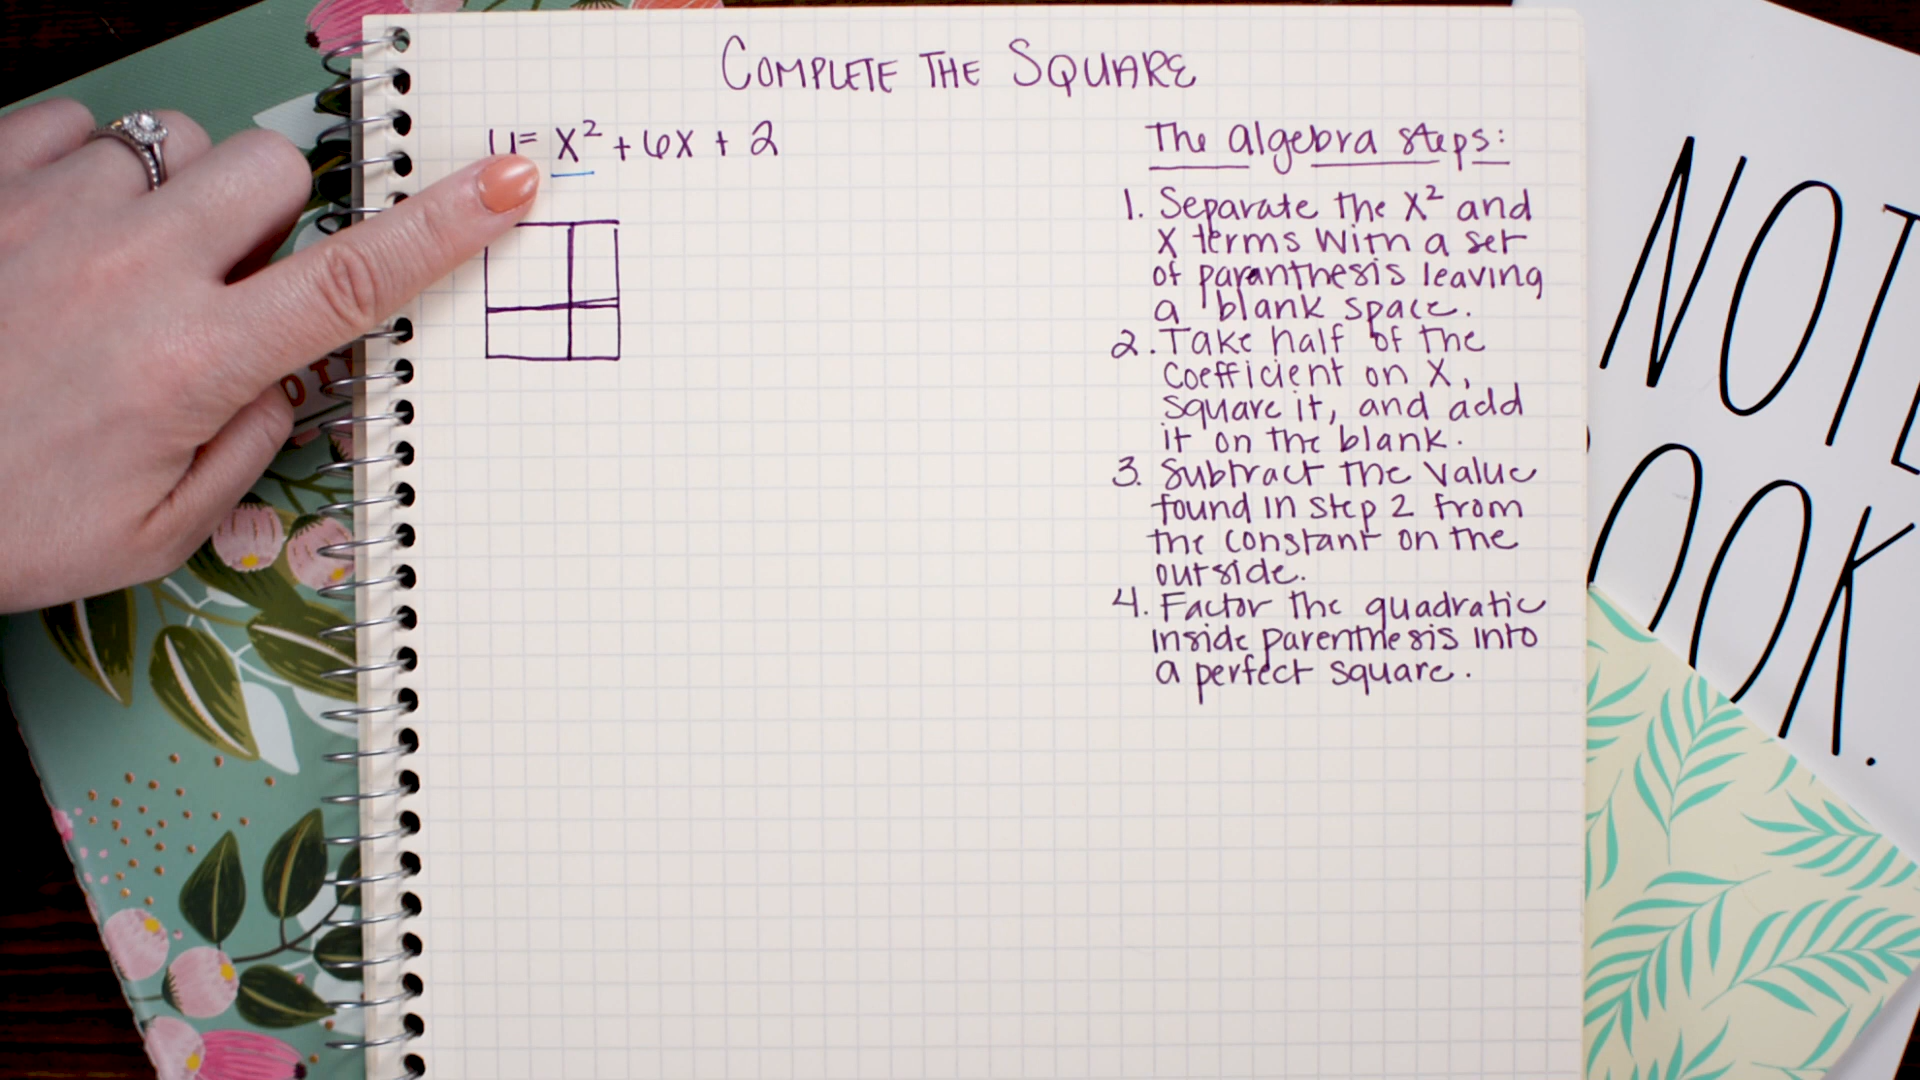 COMPLETE THE SQUARE
y= x² + 6x + 2
The algebra steps:
1. Separate the x² and
x terms with a set
of paranthesis leaving
a blank space.
2. Take half of the
coefficient on x,
square it, and add
it on the blank.
3. Subtract the value
found in step 2 from
the constant on the
outside.
4. Factor the quadratic
inside parenthesis into
a perfect square.
NOTE
OOK.